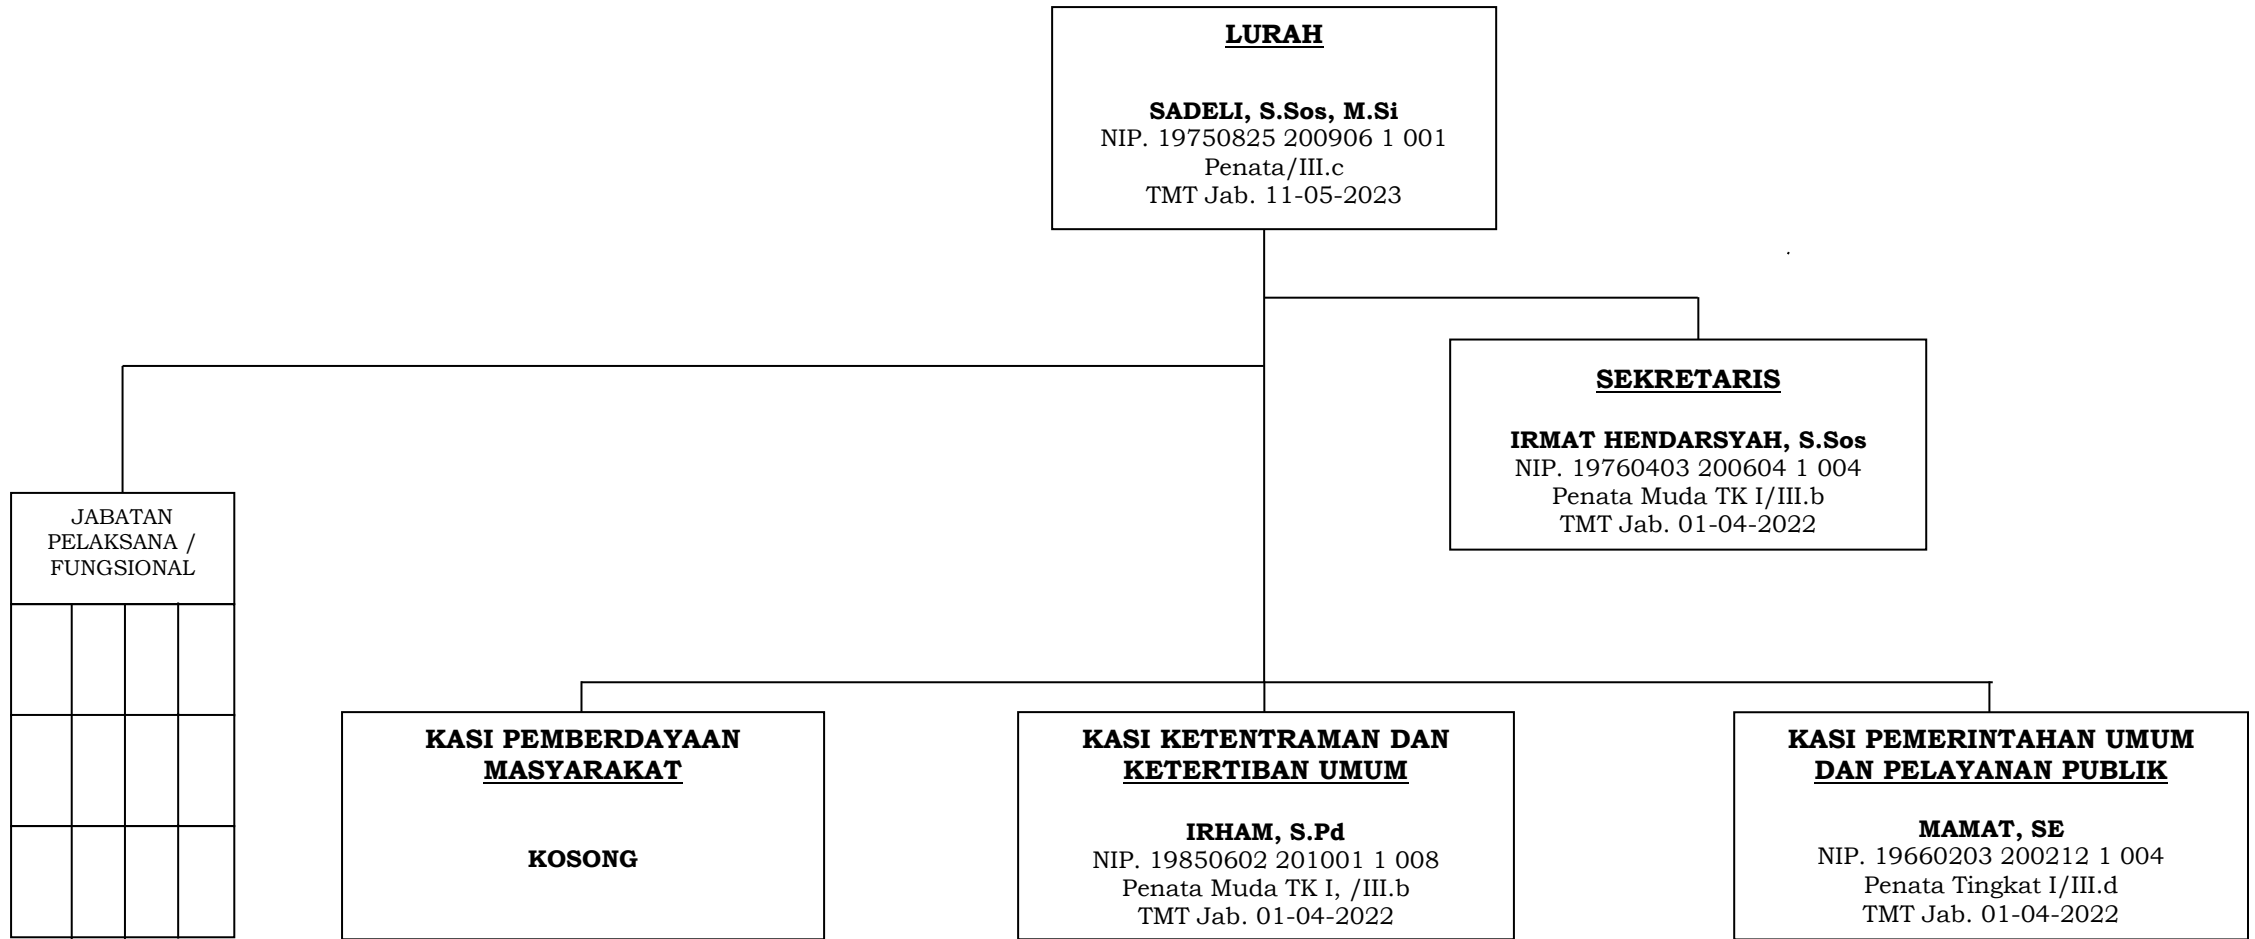 LURAH
SADELI, S.Sos, M.Si
NIP. 19750825 200906 1 001
Penata/III.c
TMT Jab. 11-05-2023
.
SEKRETARIS
IRMAT HENDARSYAH, S.Sos
NIP. 19760403 200604 1 004
Penata Muda TK I/III.b
TMT Jab. 01-04-2022
JABATAN
PELAKSANA /
FUNGSIONAL
KASI PEMBERDAYAAN
MASYARAKAT
KOSONG
KASI KETENTRAMAN DAN
KETERTIBAN UMUM
IRHAM, S.Pd
NIP. 19850602 201001 1 008
Penata Muda TK I, /III.b
TMT Jab. 01-04-2022
KASI PEMERINTAHAN UMUM
DAN PELAYANAN PUBLIK
MAMAT, SE
NIP. 19660203 200212 1 004
Penata Tingkat I/III.d
TMT Jab. 01-04-2022